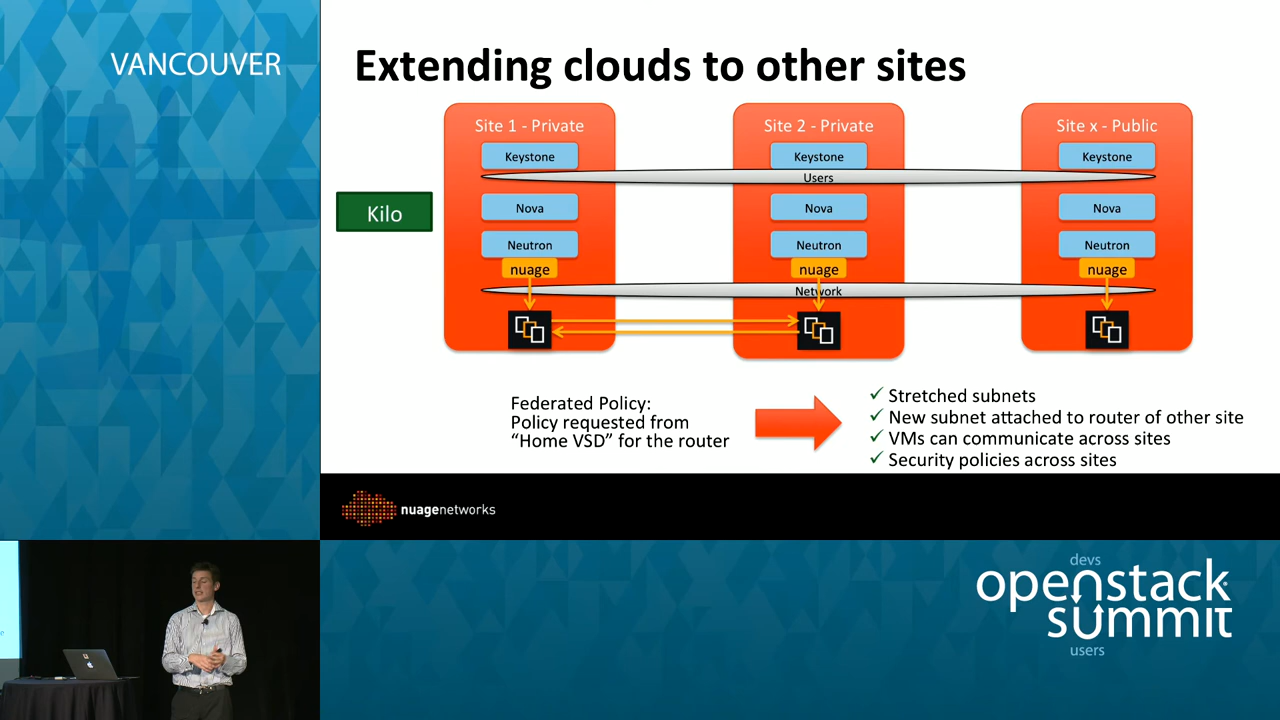 VANCOUVER
Extending clouds to other sites
Site 1 - Private
Site 2 - Private
Site x - Public
Keystone
Keystone
Keystone
Users
Kilo
Nova
Nova
Nova
Neutron
Neutron
Neutron
nuage
nuage
nuage
Network
Federated Policy:
Policy requested from
“Home VSD” for the router
✓ Stretched subnets
✓ New subnet attached to router of other site
✓ VMs can communicate across sites
✓ Security policies across sites
nuagenetworks
devs
openstack
summit
users